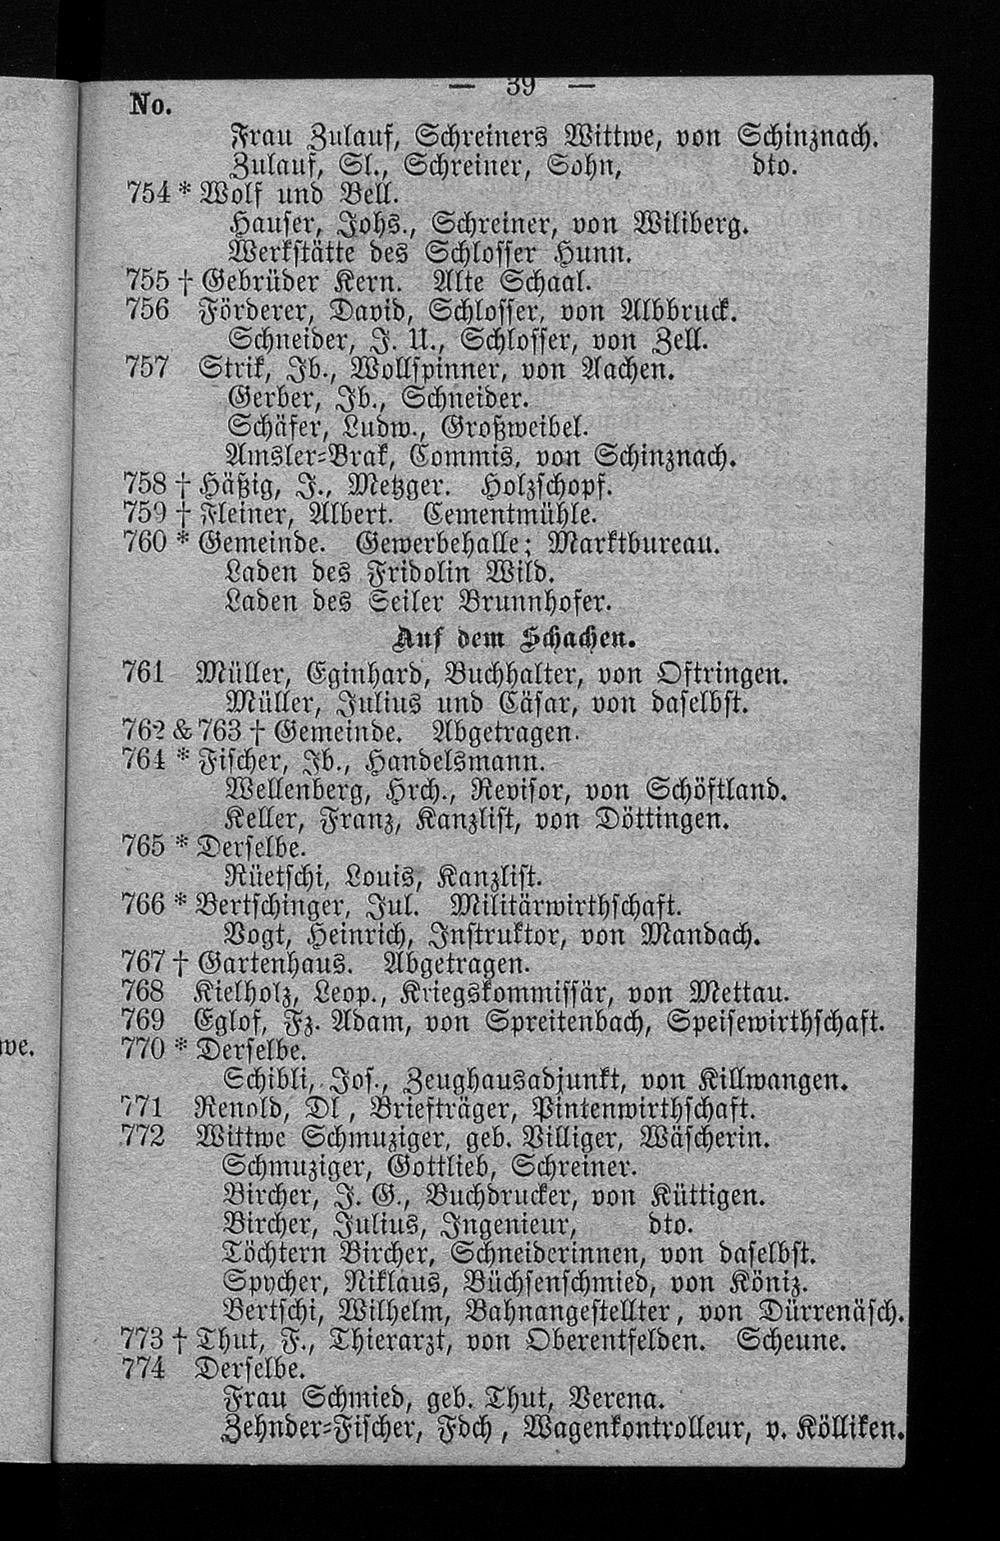 — 39 —
No.
Frau Zulauf, Schreiners Wittwe, von Schinznach.
Zulauf, Sl., Schreiner, Sohn, dto.
754 * Wolf und Bell.
Hauser, Johs., Schreiner, von Wiliberg.
Werkstätte des Schlosser Hunn.
755 † Gebrüder Kern. Alte Schaal.
756 Förderer, David, Schlosser, von Albbruck.
Schneider, J. U., Schlosser, von Zell.
757 Strik, Jb., Wollspinner, von Aachen.
Gerber, Jb., Schneider.
Schäfer, Ludw., Großweibel.
Amsler-Brak, Commis, von Schinznach.
758 † Häßig, J., Metzger. Holzschopf.
759 † Fleiner, Albert. Cementmühle.
760 * Gemeinde. Gewerbehalle; Marktbureau.
Laden des Fridolin Wild.
Laden des Seiler Brunnhofer.
Auf dem Schachen.
761 Müller, Eginhard, Buchhalter, von Oftringen.
Müller, Julius und Cäsar, von daselbst.
762 & 763 † Gemeinde. Abgetragen.
764 * Fischer, Jb., Handelsmann.
Wellenberg, Hrch., Revisor, von Schöftland.
Keller, Franz, Kanzlist, von Döttingen.
765 * Derselbe.
Rüetschi, Louis, Kanzlist.
766 * Bertschinger, Jul. Militärwirthschaft.
Vogt, Heinrich, Instruktor, von Mandach.
767 † Gartenhaus. Abgetragen.
768 Kielholz, Leop., Kriegskommissär, von Mettau.
769 Eglof, Fz. Adam, von Spreitenbach, Speisewirthschaft.
we.
770 * Derselbe.
Schibli, Jos., Zeughausadjunkt, von Killwangen.
771 Renold, Dl, Briefträger, Pintenwirthschaft.
772 Wittwe Schmuziger, geb. Villiger, Wäscherin.
Schmuziger, Gottlieb, Schreiner.
Bircher, J. G., Buchdrucker, von Küttigen.
Bircher, Julius, Ingenieur, dto.
Töchtern Bircher, Schneiderinnen, von daselbst.
Spycher, Niklaus, Büchsenschmied, von Köniz.
Bertschi, Wilhelm, Bahnangestellter, von Dürrenäsch.
773 † Thut, F., Thierarzt, von Oberentfelden. Scheune.
774 Derselbe.
Frau Schmied, geb. Thut, Verena.
Zehnder-Fischer, Fdch, Wagenkontrolleur, v. Kölliken.